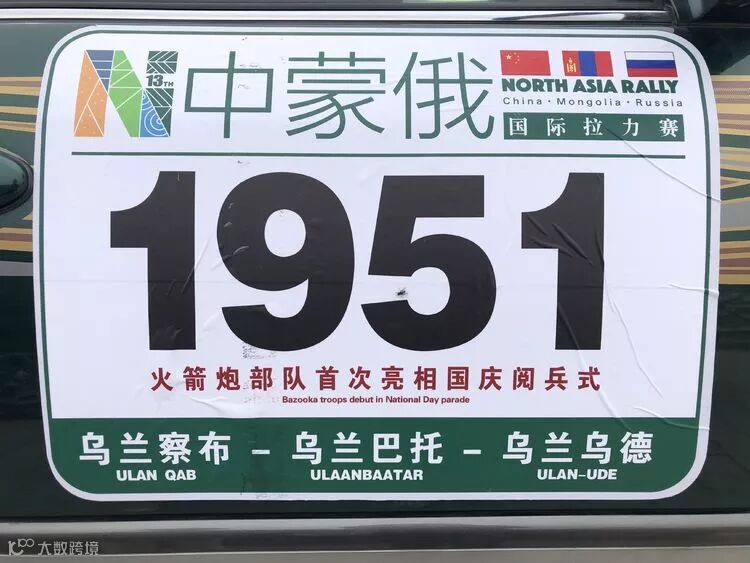 13TH
中蒙俄
NORTH ASIA RALLY
China · Mongolia · Russia
国际拉力赛
1951
火箭炮部队首次亮相国庆阅兵式
Bazooka troops debut in National Day parade
乌兰察布 - 乌兰巴托 - 乌兰乌德
ULAN QAB ULAANBAATAR ULAN-UDE
大数跨境